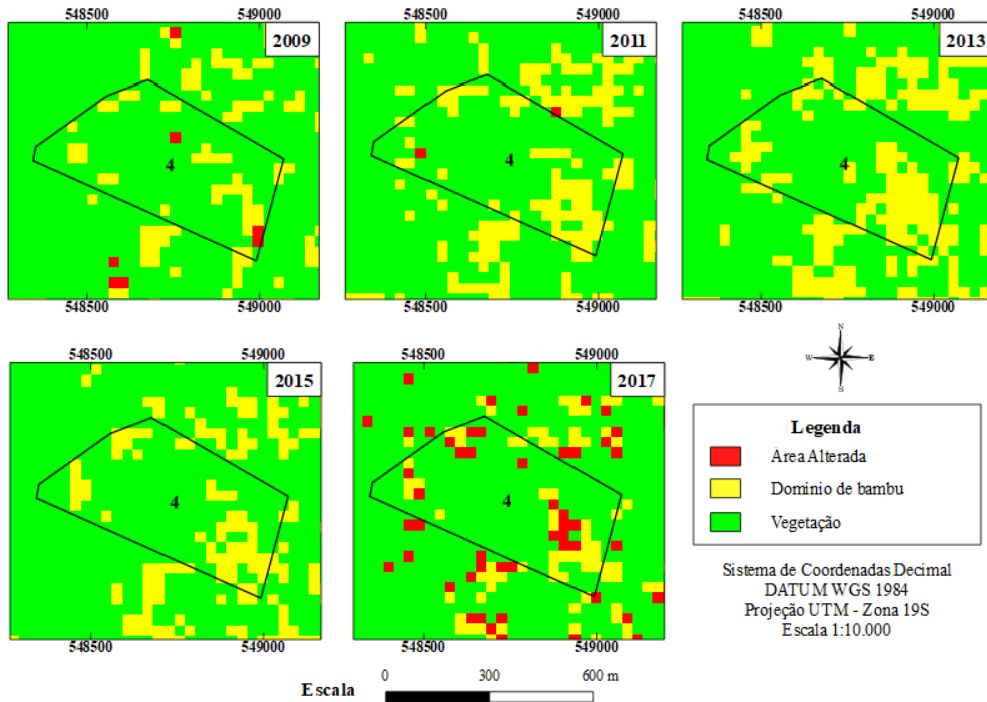 548500 549000
548500 549000
548500 549000
2009
2011
2013
4
4
4
548500 549000
548500 549000
548500 549000
548500 549000
548500 549000
2015
2017
4
4
548500 549000
548500 549000
N
W E
S
Legenda
Área Alterada
Domínio de bambu
Vegetação
Sistema de Coordenadas Decimal
DATUM WGS 1984
Projeção UTM - Zona 19S
Escala 1:10.000
Escala
0 300 600 m